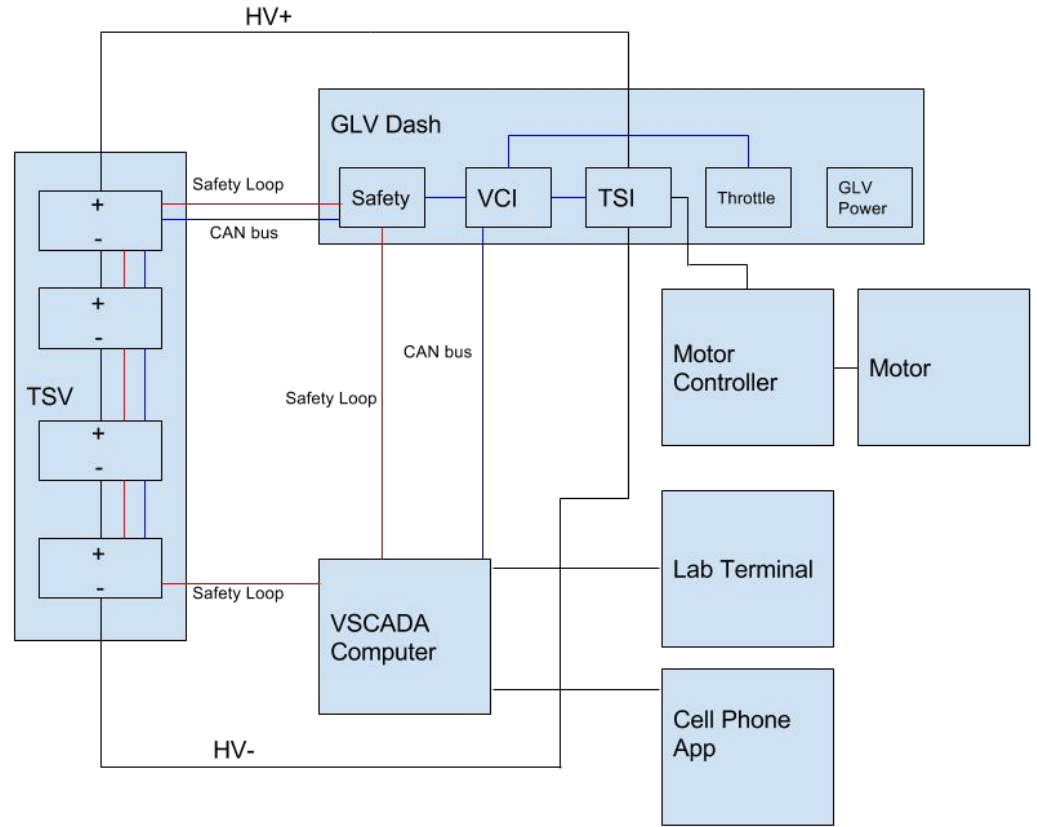 HV+
GLV Dash
Safety
VCI
TSI
Throttle
GLV
Power
Safety Loop
CAN bus
+
-
+
-
TSV
+
-
+
-
CAN bus
Safety Loop
Motor
Controller
Motor
Lab Terminal
Safety Loop
VSCADA
Computer
Cell Phone
App
HV-